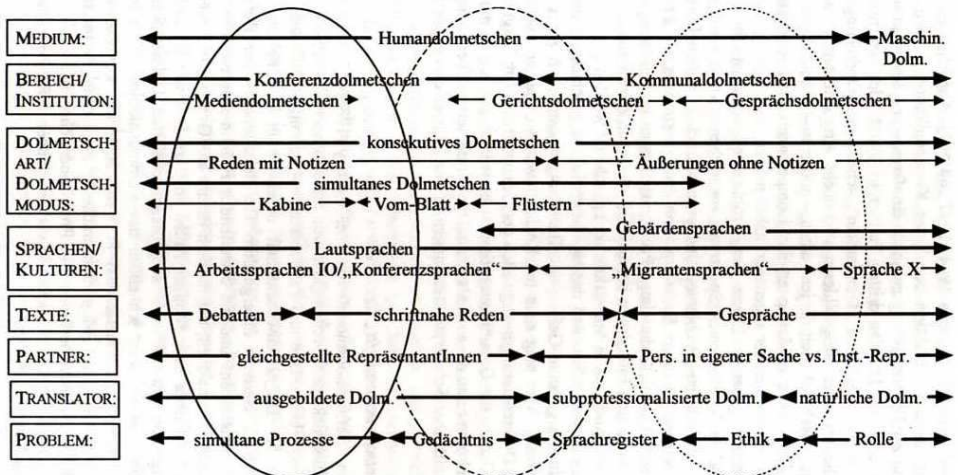 MEDIUM: Humandolmetschen Maschin.
Dolm.
BEREICH/ Konferenzdolmetschen Kommunaldolmetschen
INSTITUTION: Mediendolmetschen Gerichtsdolmetschen Gesprächsdolmetschen
DOLMETSCH- konsekutives Dolmetschen
ART/ Reden mit Notizen Äußerungen ohne Notizen
DOLMETSCH- simultanes Dolmetschen
MODUS: Kabine Vom-Blatt Flüstern
Gebärdensprachen
SPRACHEN/ Lautsprachen
KULTUREN: Arbeitssprachen IO/„Konferenzsprachen“ „Migrantensprachen“ Sprache X
TEXTE: Debatten schriftnahe Reden Gespräche
PARTNER: gleichgestellte RepräsentantInnen Pers. in eigener Sache vs. Inst.-Repr.
TRANSLATOR: ausgebildete Dolm. subprofessionalisierte Dolm. natürliche Dolm.
PROBLEM: simultane Prozesse Gedächtnis Sprachregister Ethik Rolle